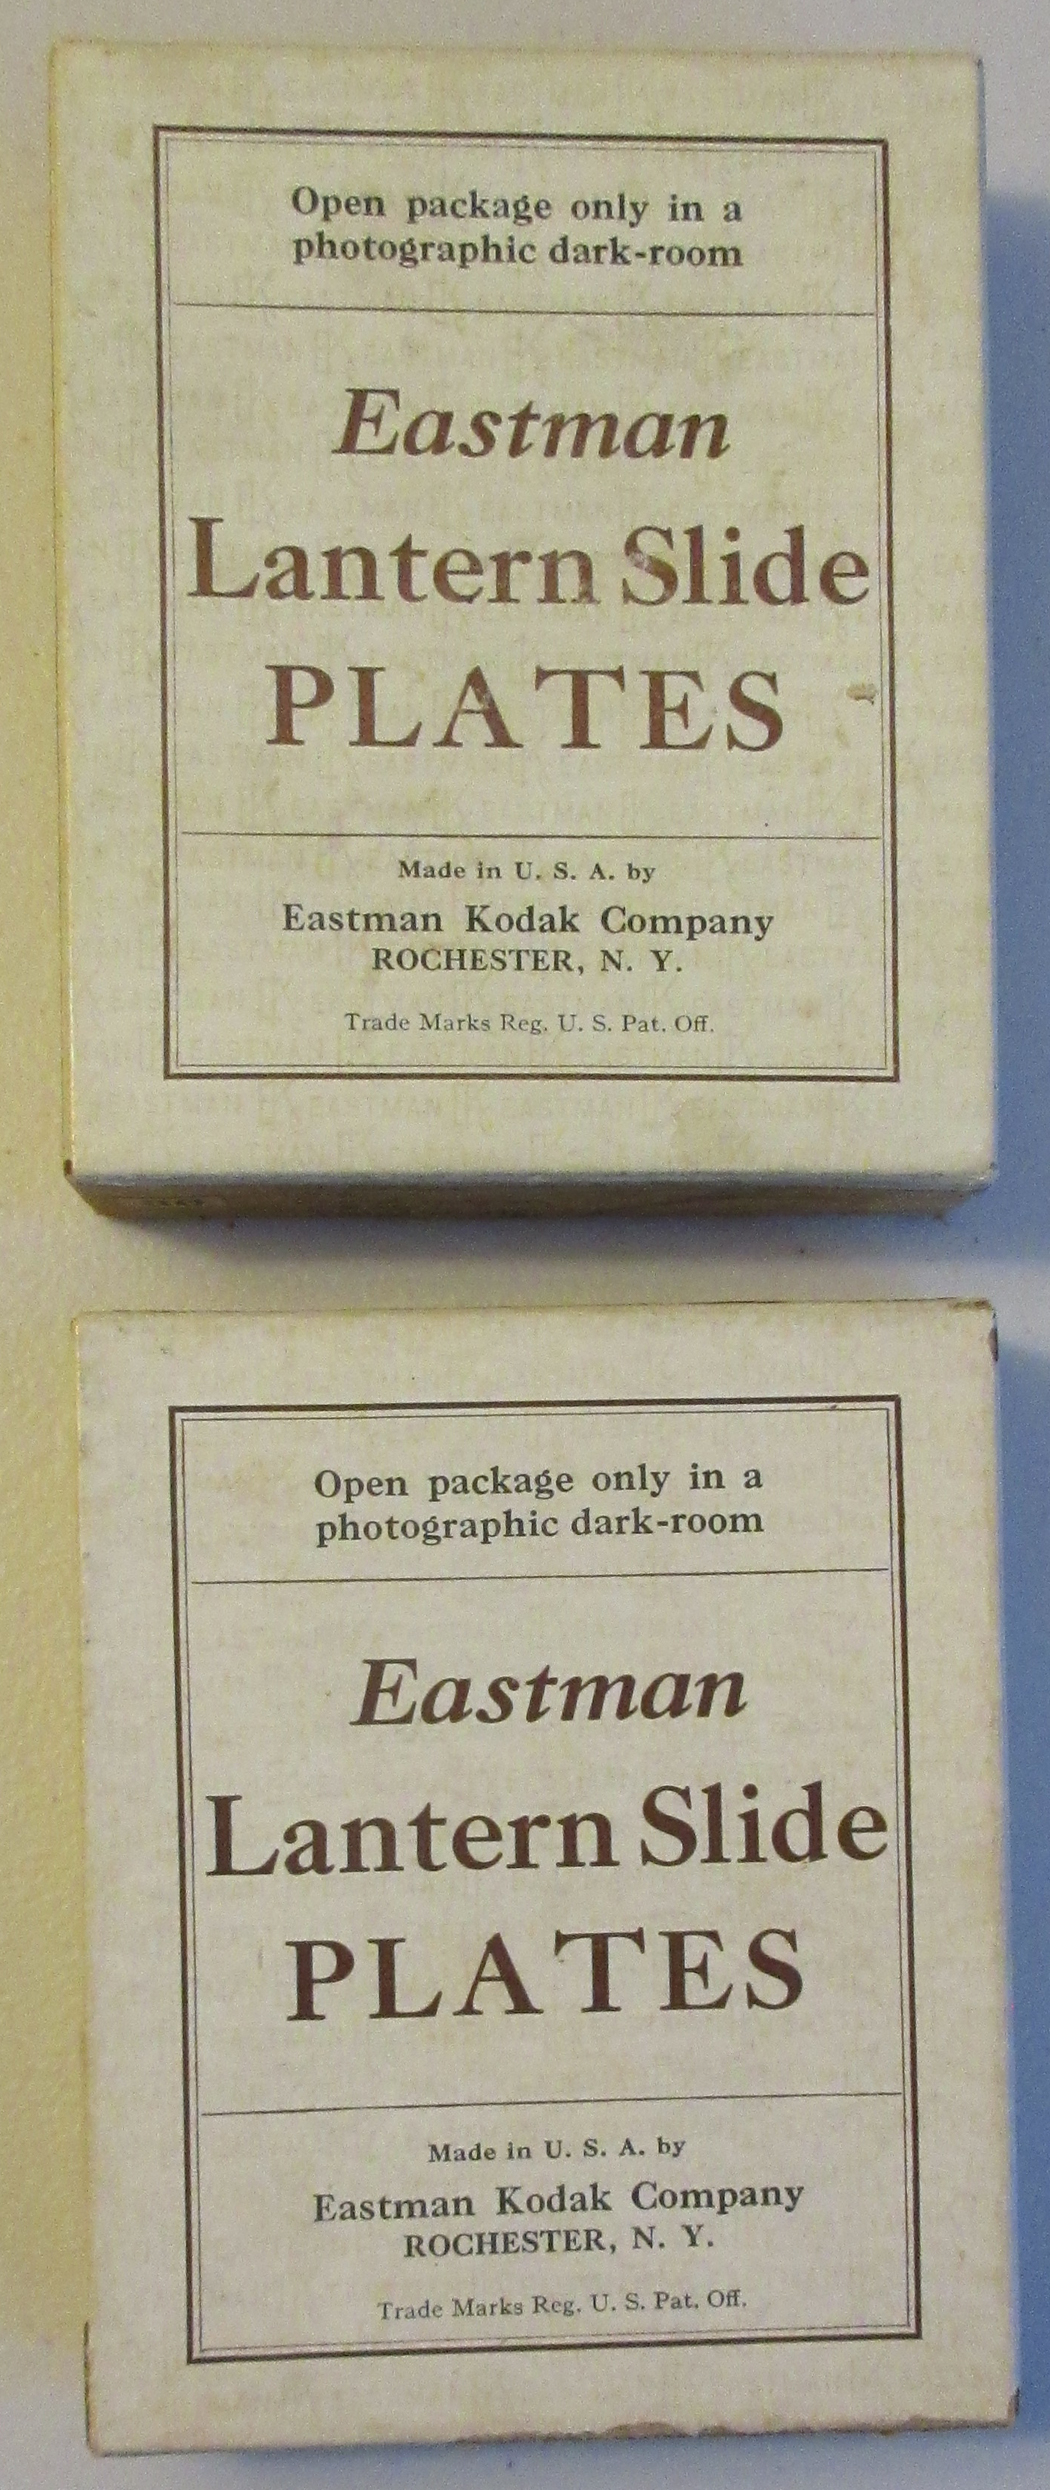 Open package only in a
photographic dark-room
Eastman
Lantern Slide
PLATES
Made in U. S. A. by
Eastman Kodak Company
ROCHESTER, N. Y.
Trade Marks Reg. U. S. Pat. Off.
Open package only in a
photographic dark-room
Eastman
Lantern Slide
PLATES
Made in U. S. A. by
Eastman Kodak Company
ROCHESTER, N. Y.
Trade Marks Reg. U. S. Pat. Off.